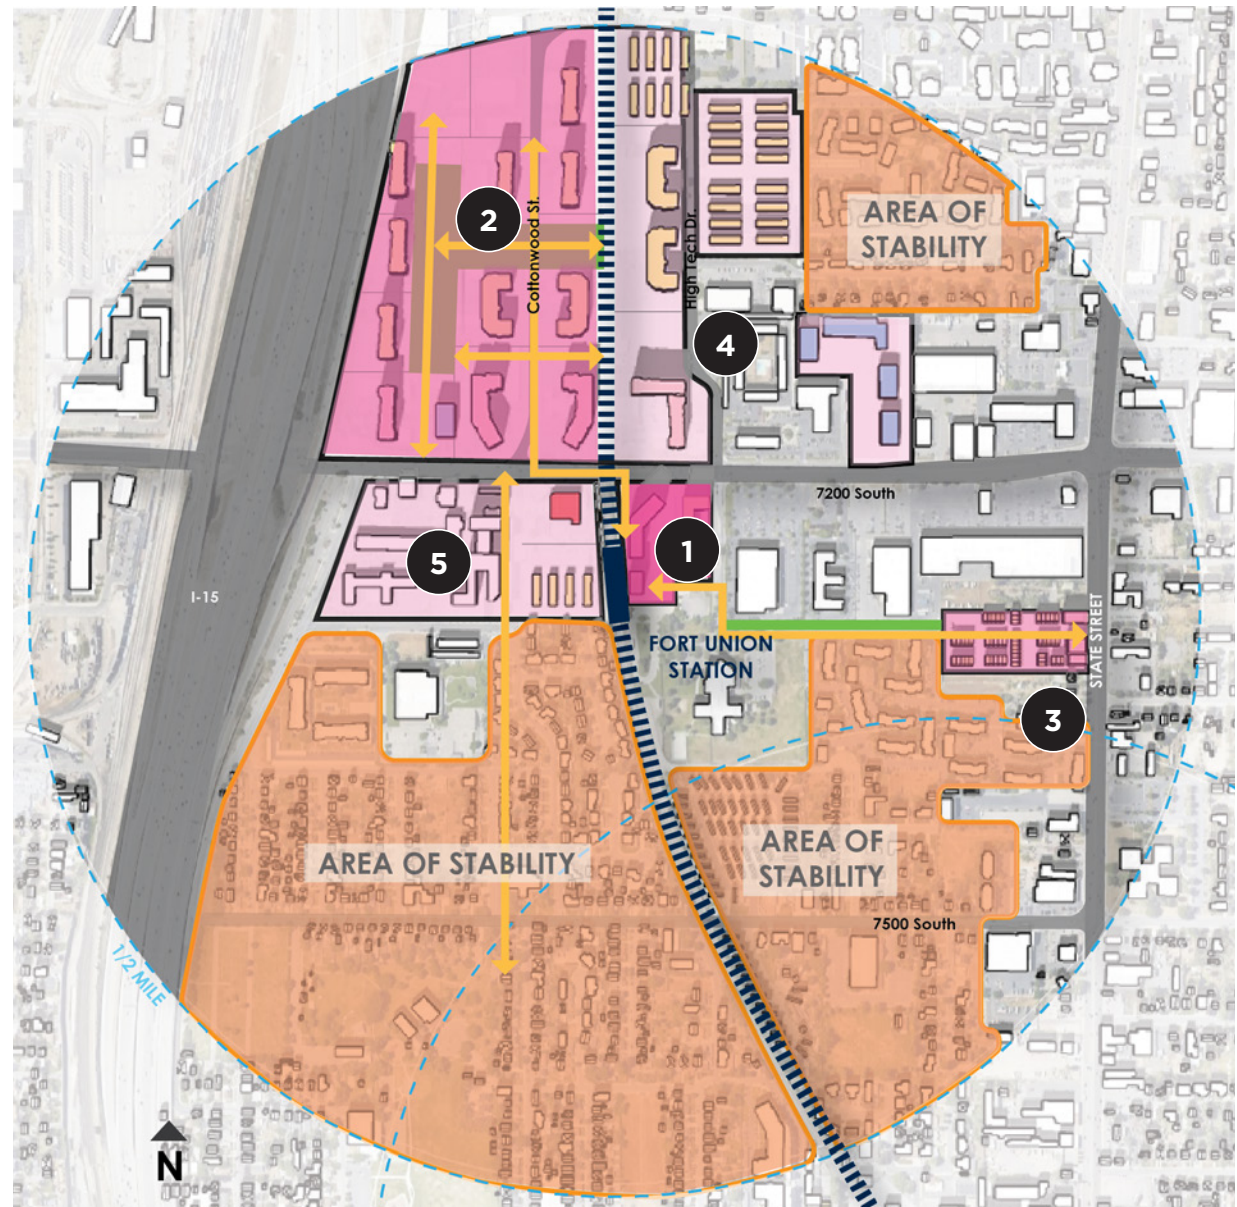 AREA OF
STABILITY
2
Cottonwood St.
High Tech Dr.
4
7200 South
1
5
I-15
FORT UNION
STATION
STATE STREET
3
AREA OF STABILITY
AREA OF
STABILITY
7500 South
1/2 MILE
N